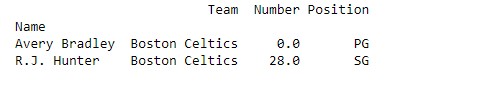 Team Number Position
Name
Avery Bradley Boston Celtics 0.0 PG
R.J. Hunter Boston Celtics 28.0 SG